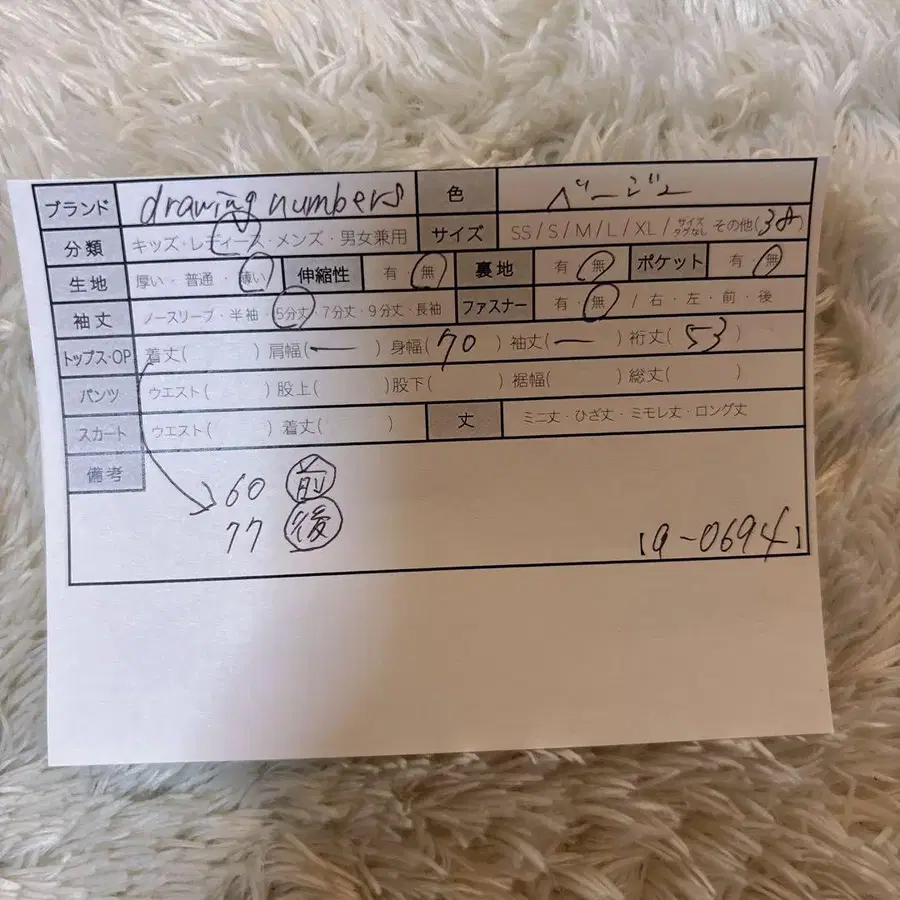 ブランド drawing numbers 色 ベージュ
分類 キッズ・レディース・メンズ・男女兼用 サイズ SS / S / M / L / XL / サイズタグなし その他(38)
生地 厚い・普通・薄い 伸縮性 有・無 裏地 有・無 ポケット 有・無
袖丈 ノースリーブ・半袖・5分丈・7分丈・9分丈・長袖 ファスナー 有・無 / 右・左・前・後
トップス・OP 着丈( ) 肩幅(ー) 身幅(70) 袖丈(ー) 裄丈(53)
パンツ ウエスト( ) 股上( ) 股下( ) 裾幅( ) 総丈( )
スカート ウエスト( ) 着丈( ) 丈 ミニ丈・ひざ丈・ミモレ丈・ロング丈
備考
60 前
77 後
【a-0694】